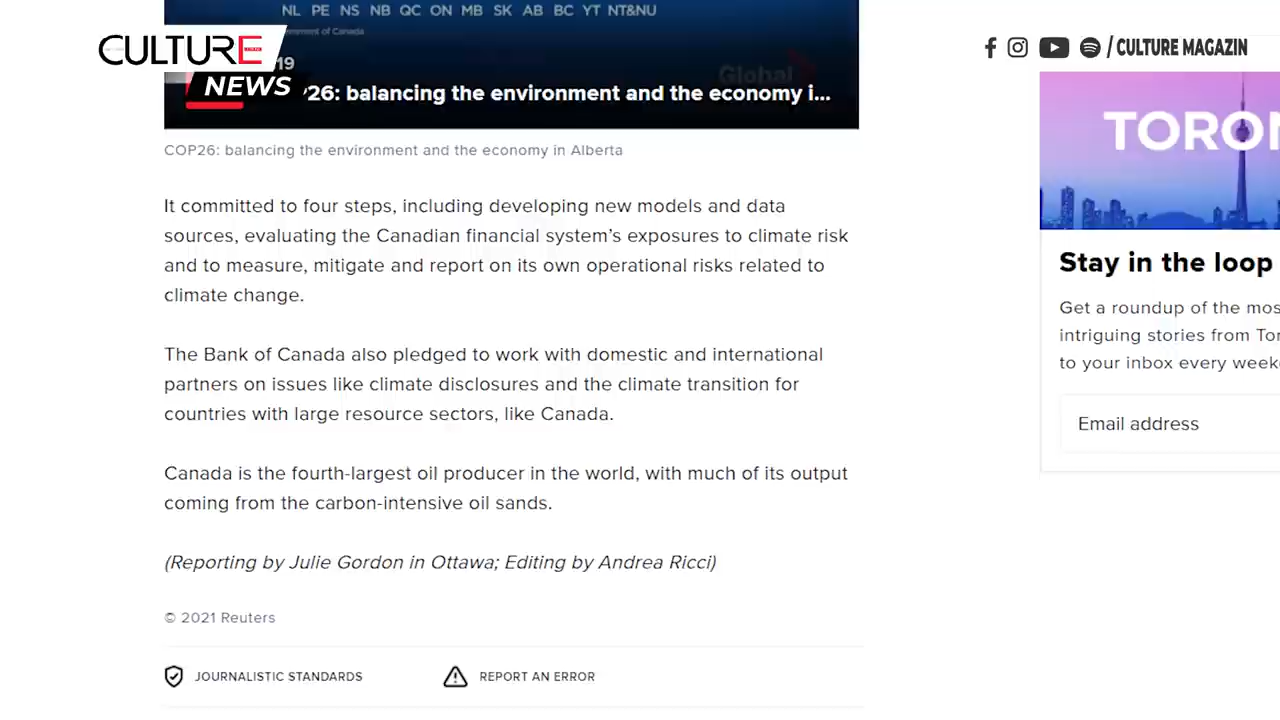 NL PE NS NB QC ON MB SK AB BC YT NT&NU
CULTURE
NEWS
19
Global
'26: balancing the environment and the economy i...
COP26: balancing the environment and the economy in Alberta
It committed to four steps, including developing new models and data
sources, evaluating the Canadian financial system's exposures to climate risk
and to measure, mitigate and report on its own operational risks related to
climate change.
The Bank of Canada also pledged to work with domestic and international
partners on issues like climate disclosures and the climate transition for
countries with large resource sectors, like Canada.
Canada is the fourth-largest oil producer in the world, with much of its output
coming from the carbon-intensive oil sands.
(Reporting by Julie Gordon in Ottawa; Editing by Andrea Ricci)
© 2021 Reuters
JOURNALISTIC STANDARDS
REPORT AN ERROR
/ CULTURE MAGAZIN
TORON
Stay in the loop
Get a roundup of the mos
intriguing stories from Tor
to your inbox every week
Email address